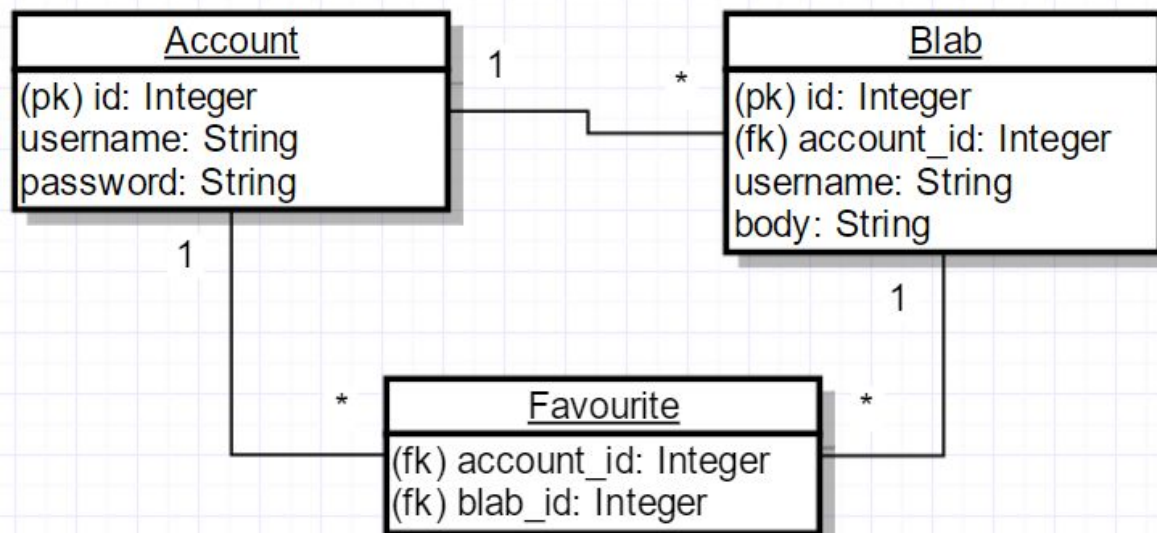 Account
(pk) id: Integer
username: String
password: String
1
*
Blab
(pk) id: Integer
(fk) account_id: Integer
username: String
body: String
1
1
*
Favourite
(fk) account_id: Integer
(fk) blab_id: Integer
*